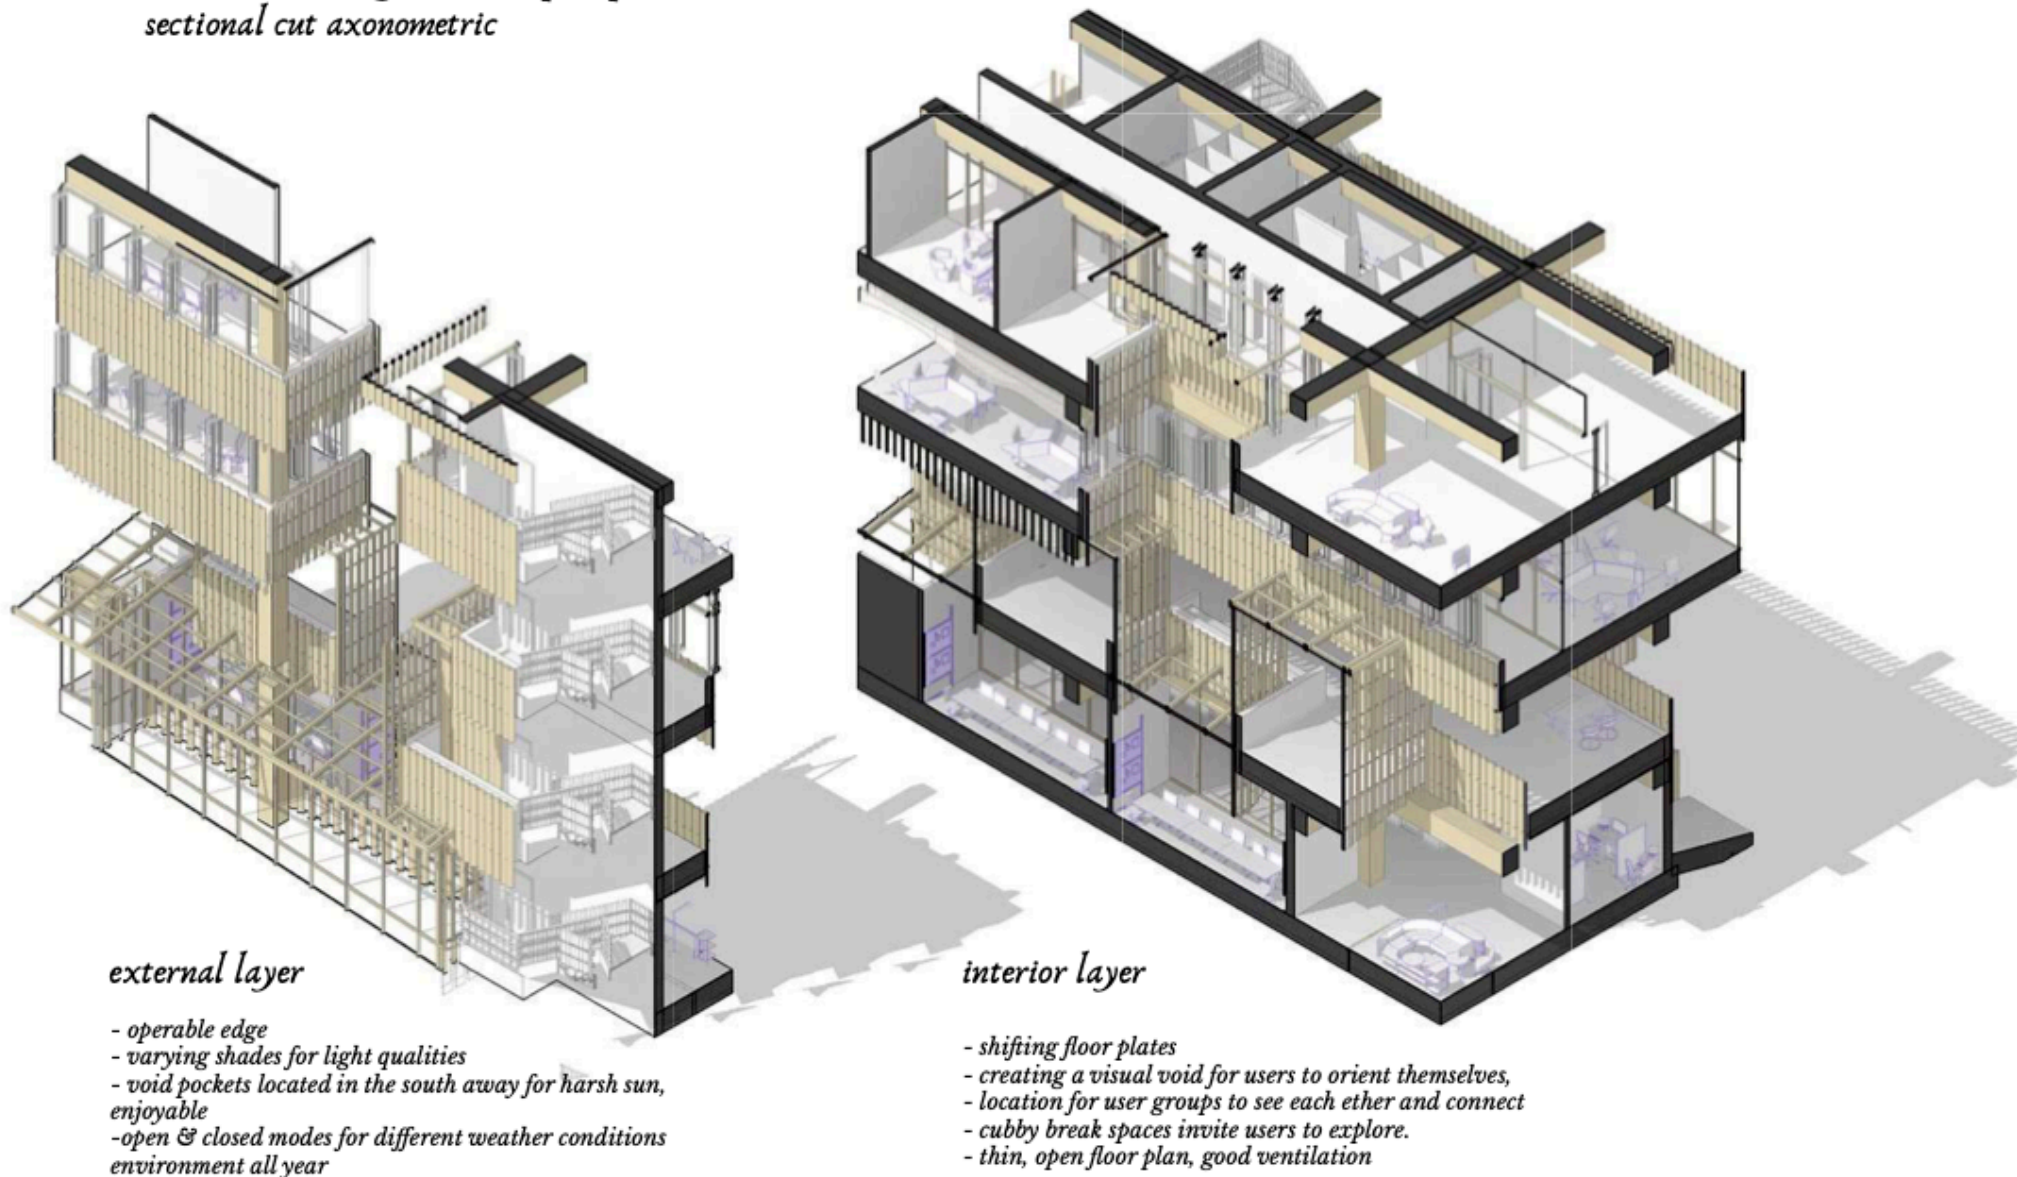 sectional cut axonometric
external layer
- operable edge
- varying shades for light qualities
- void pockets located in the south away for harsh sun,
enjoyable
-open & closed modes for different weather conditions
environment all year
interior layer
- shifting floor plates
- creating a visual void for users to orient themselves,
- location for user groups to see each ether and connect
- cubby break spaces invite users to explore.
- thin, open floor plan, good ventilation